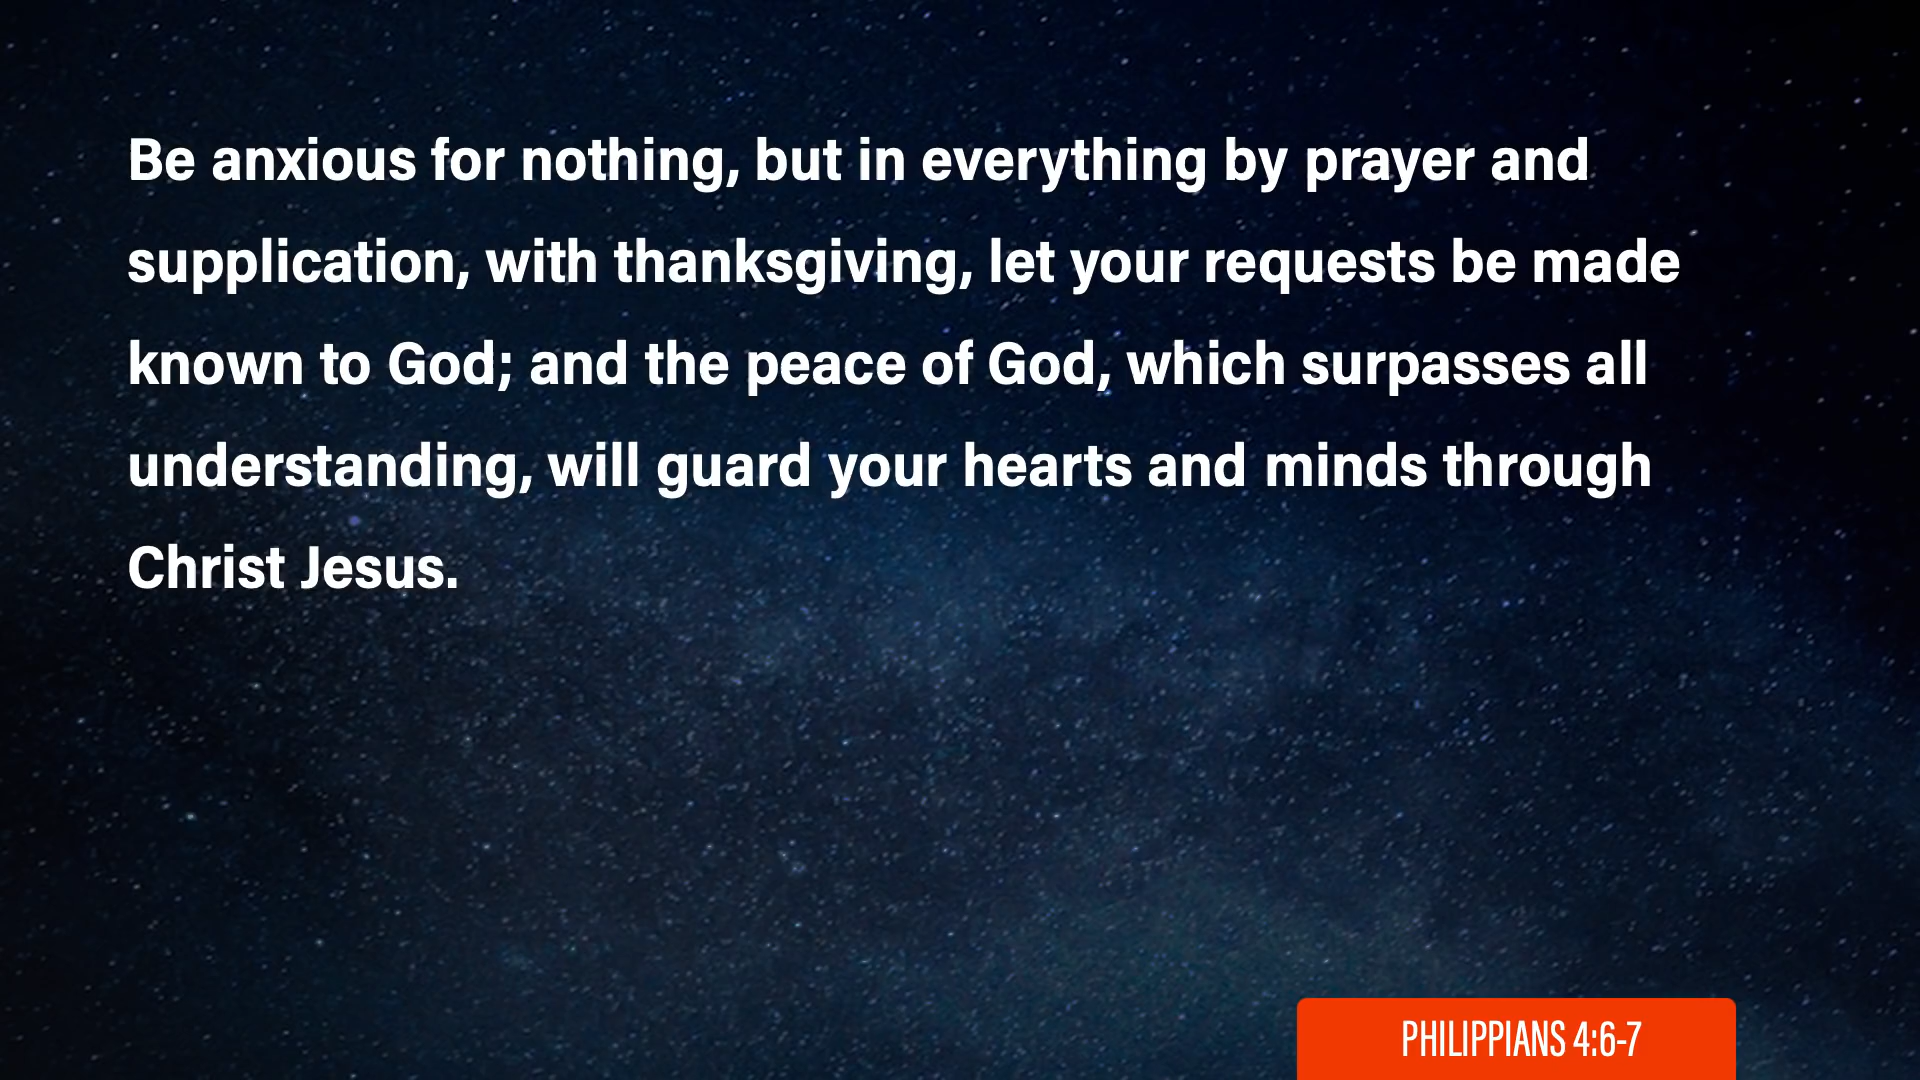 Be anxious for nothing, but in everything by prayer and
supplication, with thanksgiving, let your requests be made
known to God; and the peace of God, which surpasses all
understanding, will guard your hearts and minds through
Christ Jesus.
PHILIPPIANS 4:6-7